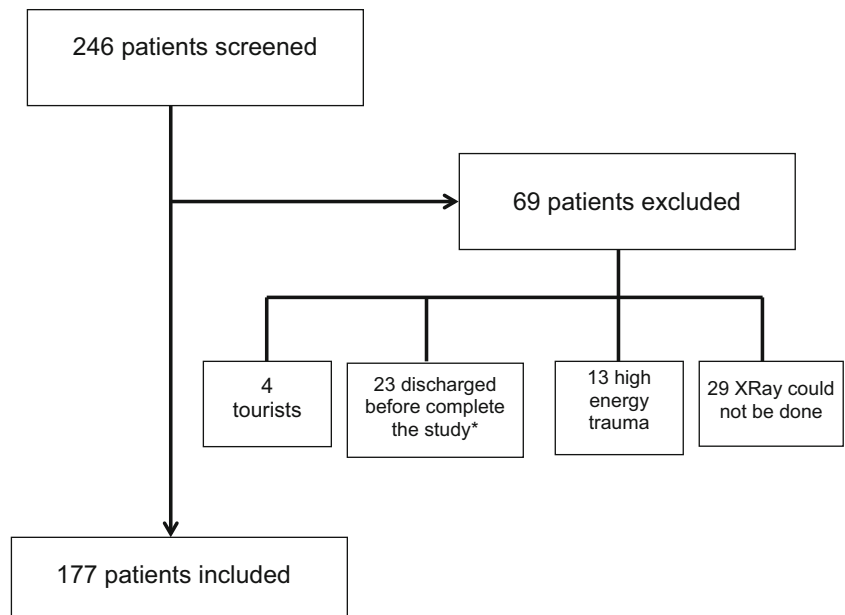 246 patients screened
69 patients excluded
4
tourists
23 discharged
before complete
the study*
13 high
energy
trauma
29 XRay could
not be done
177 patients included